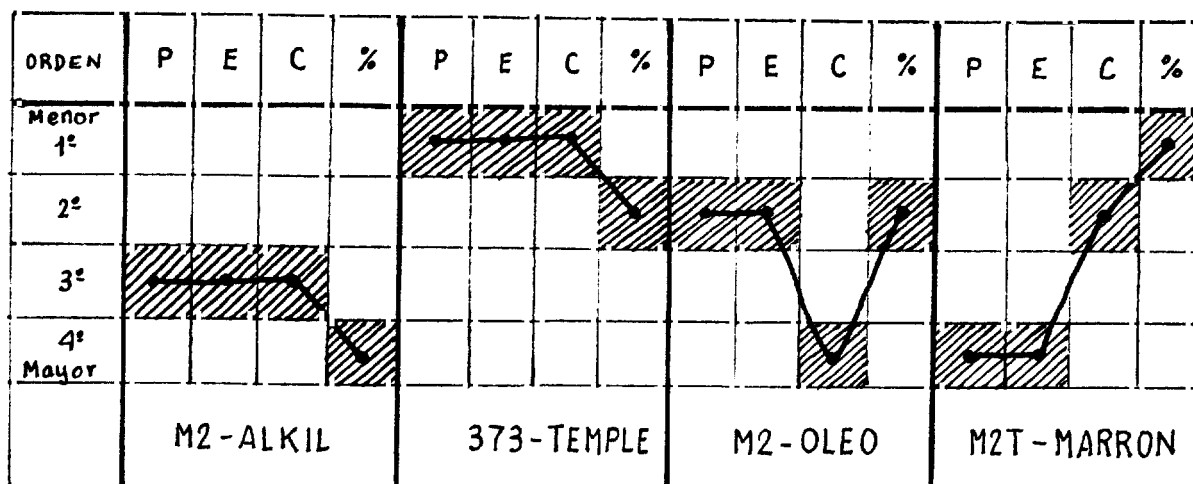 ORDEN P E C % P E C % P E C % P E C %
Menor
1º
2º
3º
4º
Mayor
M2-ALKIL 373-TEMPLE M2-OLEO M2T-MARRON